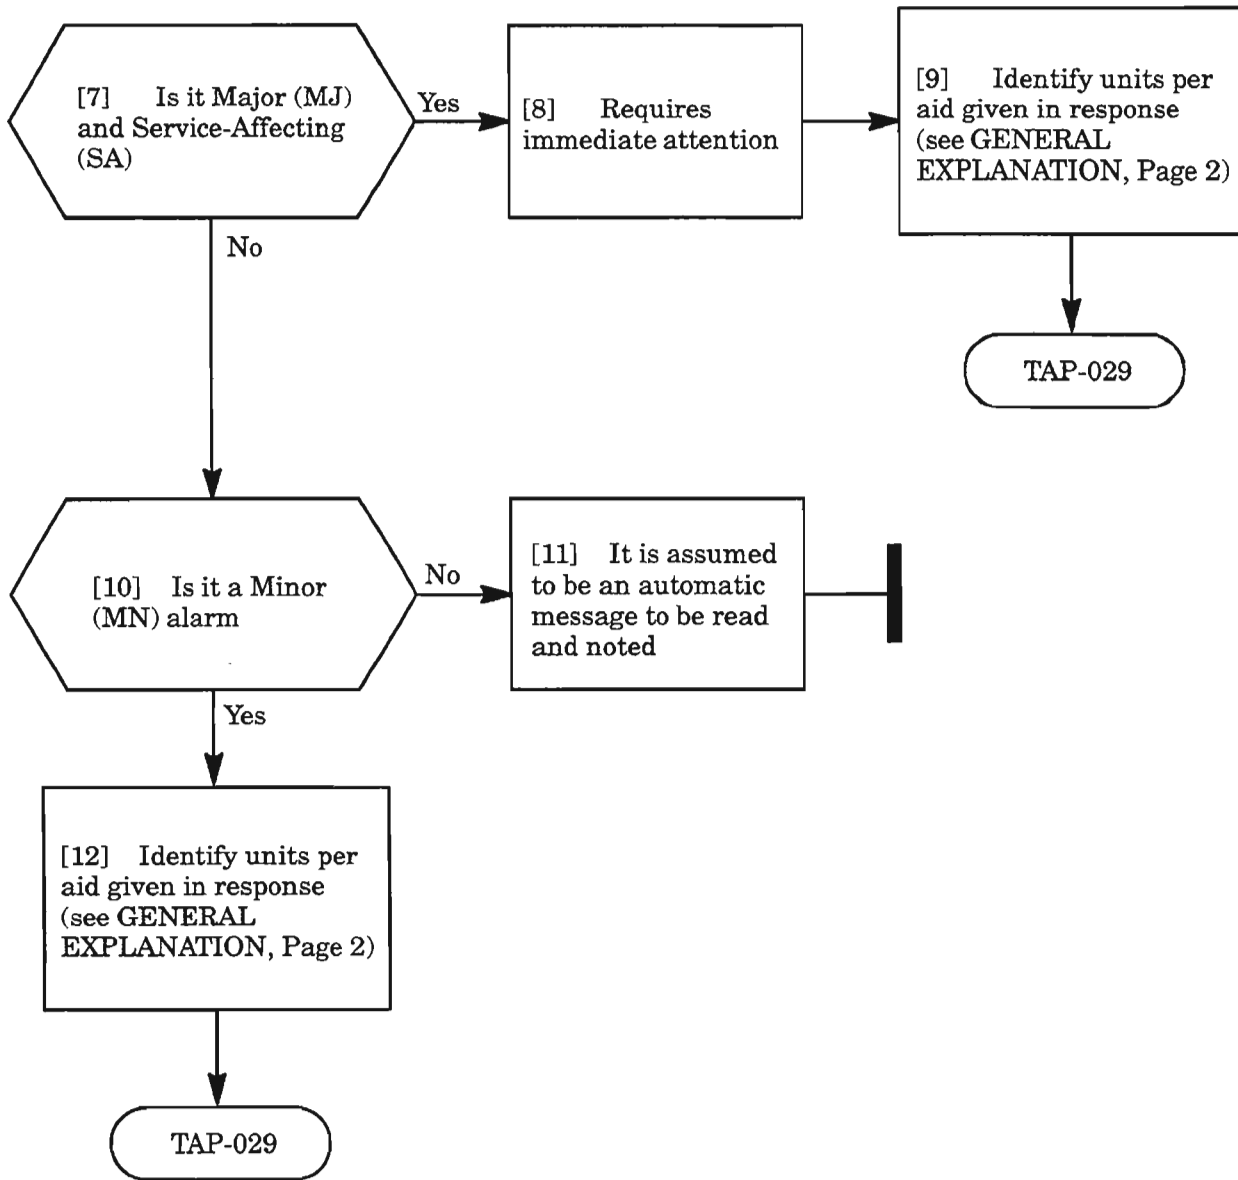 [7] Is it Major (MJ)
and Service-Affecting
(SA)
Yes
[8] Requires
immediate attention
[9] Identify units per
aid given in response
(see GENERAL
EXPLANATION, Page 2)
No
TAP-029
[10] Is it a Minor
(MN) alarm
No
[11] It is assumed
to be an automatic
message to be read
and noted
Yes
[12] Identify units per
aid given in response
(see GENERAL
EXPLANATION, Page 2)
TAP-029